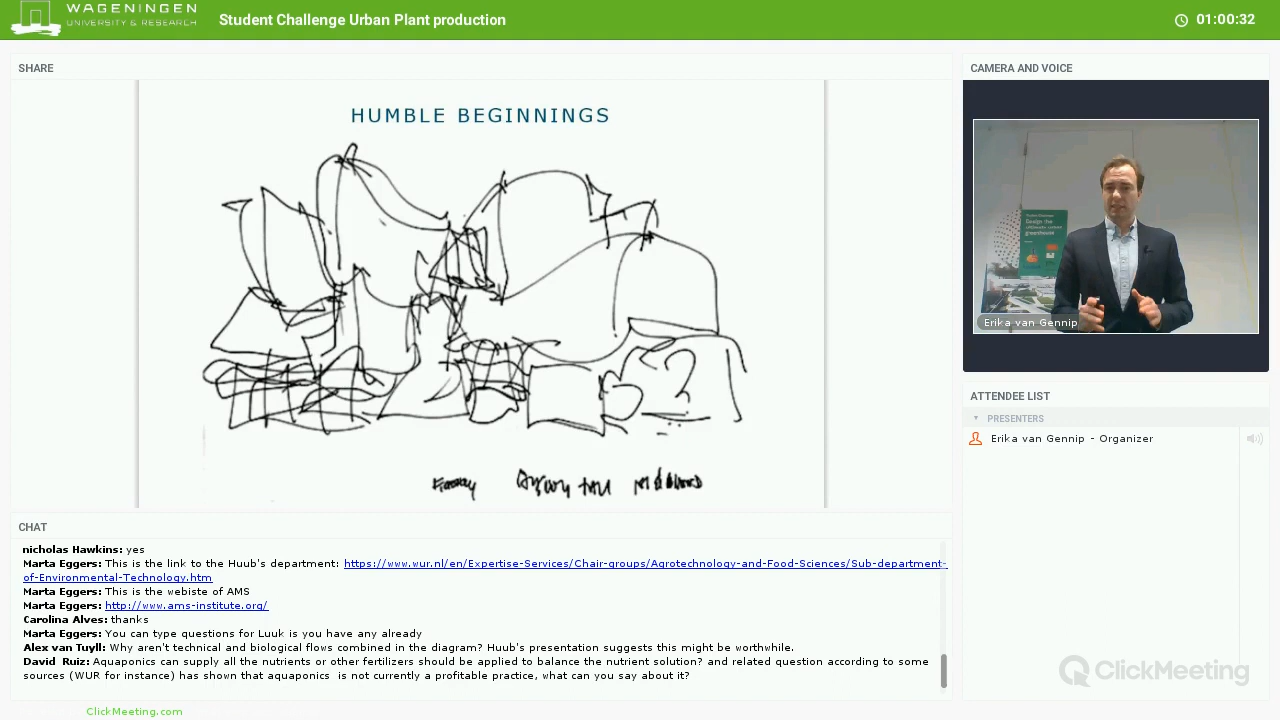 WAGENINGEN
UNIVERSITY & RESEARCH
Student Challenge Urban Plant production
01:00:32
SHARE
HUMBLE BEGINNINGS
CAMERA AND VOICE
Erika van Gennip
ATTENDEE LIST
PRESENTERS
Erika van Gennip - Organizer
CHAT
nicholas Hawkins: yes
Marta Eggers: This is the link to the Huub's department: https://www.wur.nl/en/Expertise-Services/Chair-groups/Agrotechnology-and-Food-Sciences/Sub-department-
of-Environmental-Technology.htm
Marta Eggers: This is the webiste of AMS
Marta Eggers: http://www.ams-institute.org/
Carolina Alves: thanks
Marta Eggers: You can type questions for Luuk is you have any already
Alex van Tuyll: Why aren't technical and biological flows combined in the diagram? Huub's presentation suggests this might be worthwhile.
David Ruiz: Aquaponics can supply all the nutrients or other fertilizers should be applied to balance the nutrient solution? and related question according to some
sources (WUR for instance) has shown that aquaponics is not currently a profitable practice, what can you say about it?
ClickMeeting
ClickMeeting.com